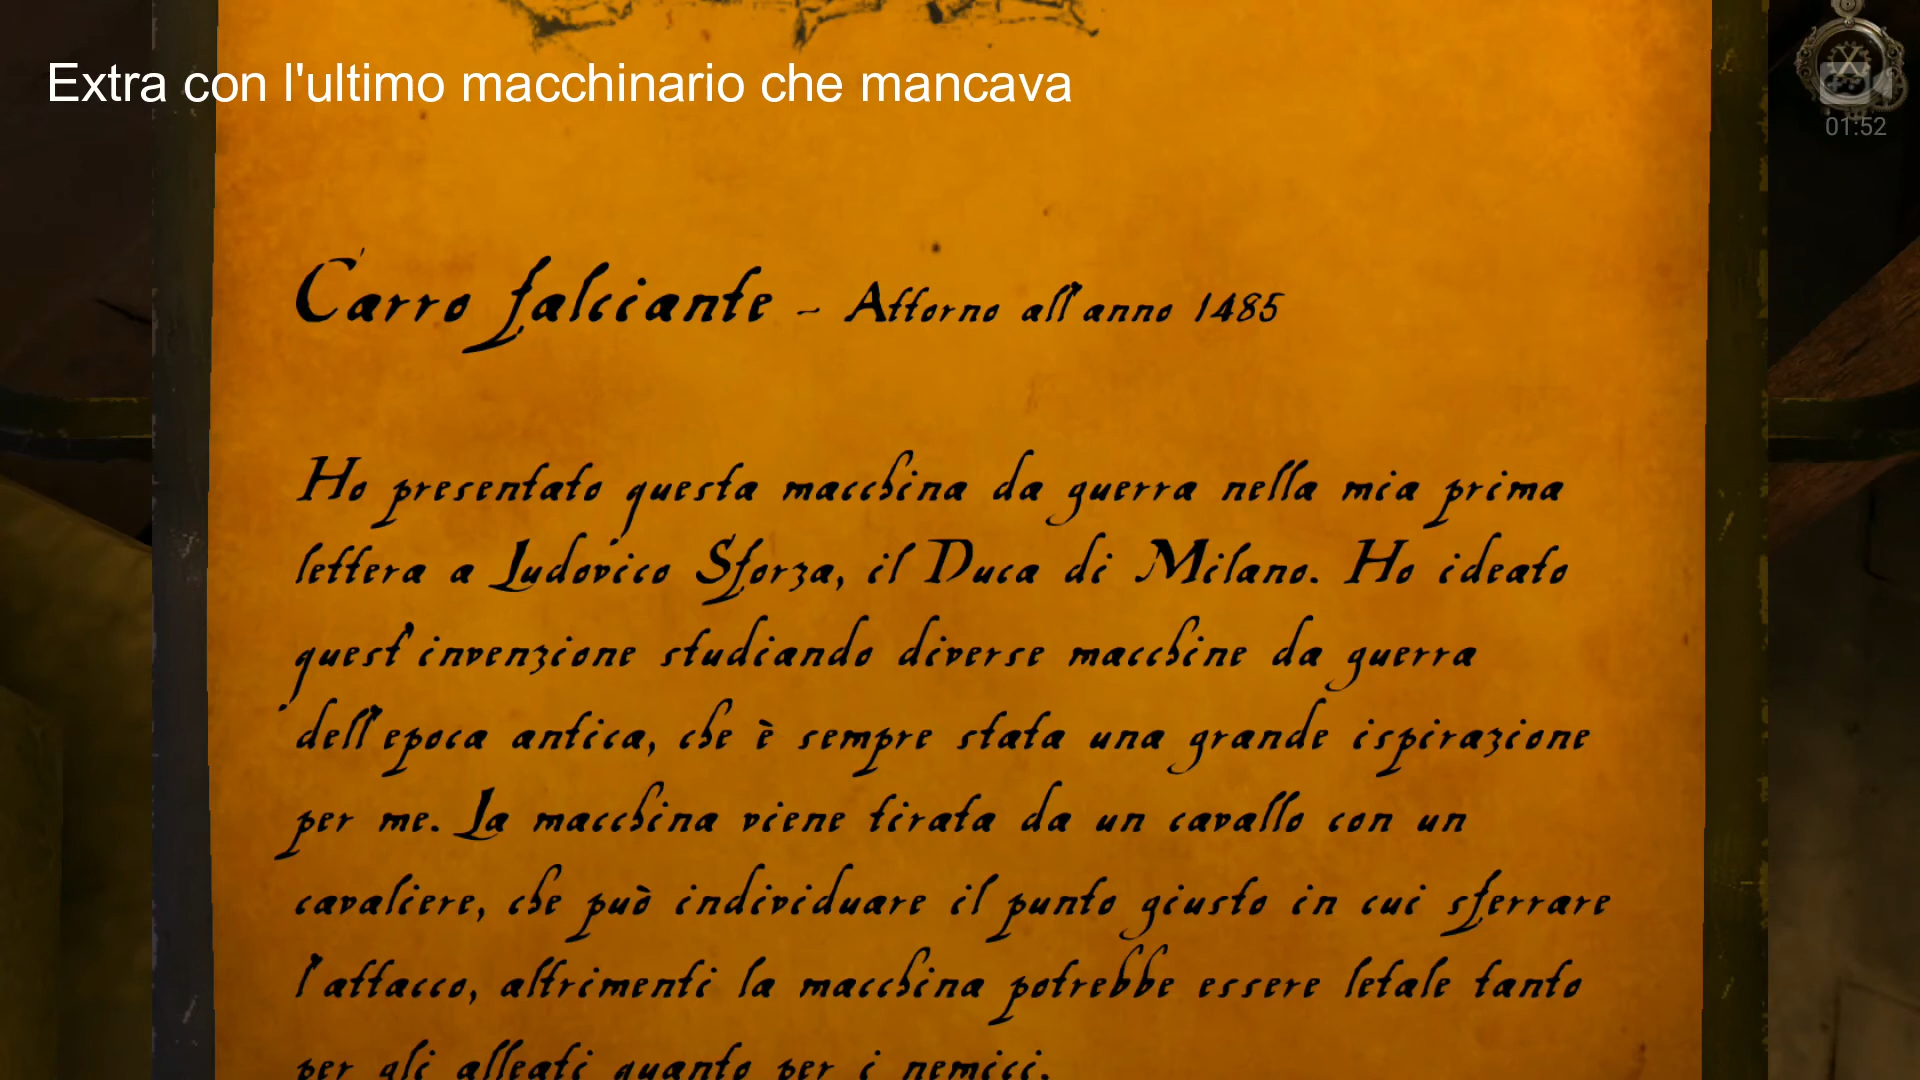 Extra con l'ultimo macchinario che mancava
01:52
Carro falciante - Attorno all'anno 1485
Ho presentato questa macchina da guerra nella mia prima
lettera a Ludovico Sforza, il Duca di Milano. Ho ideato
quest'invenzione studiando diverse macchine da guerra
dell'epoca antica, che è sempre stata una grande ispirazione
per me. La macchina viene tirata da un cavallo con un
cavaliere, che può individuare il punto giusto in cui sferrare
l'attacco, altrimenti la macchina potrebbe essere letale tanto
per gli alleati quanto per i nemici.